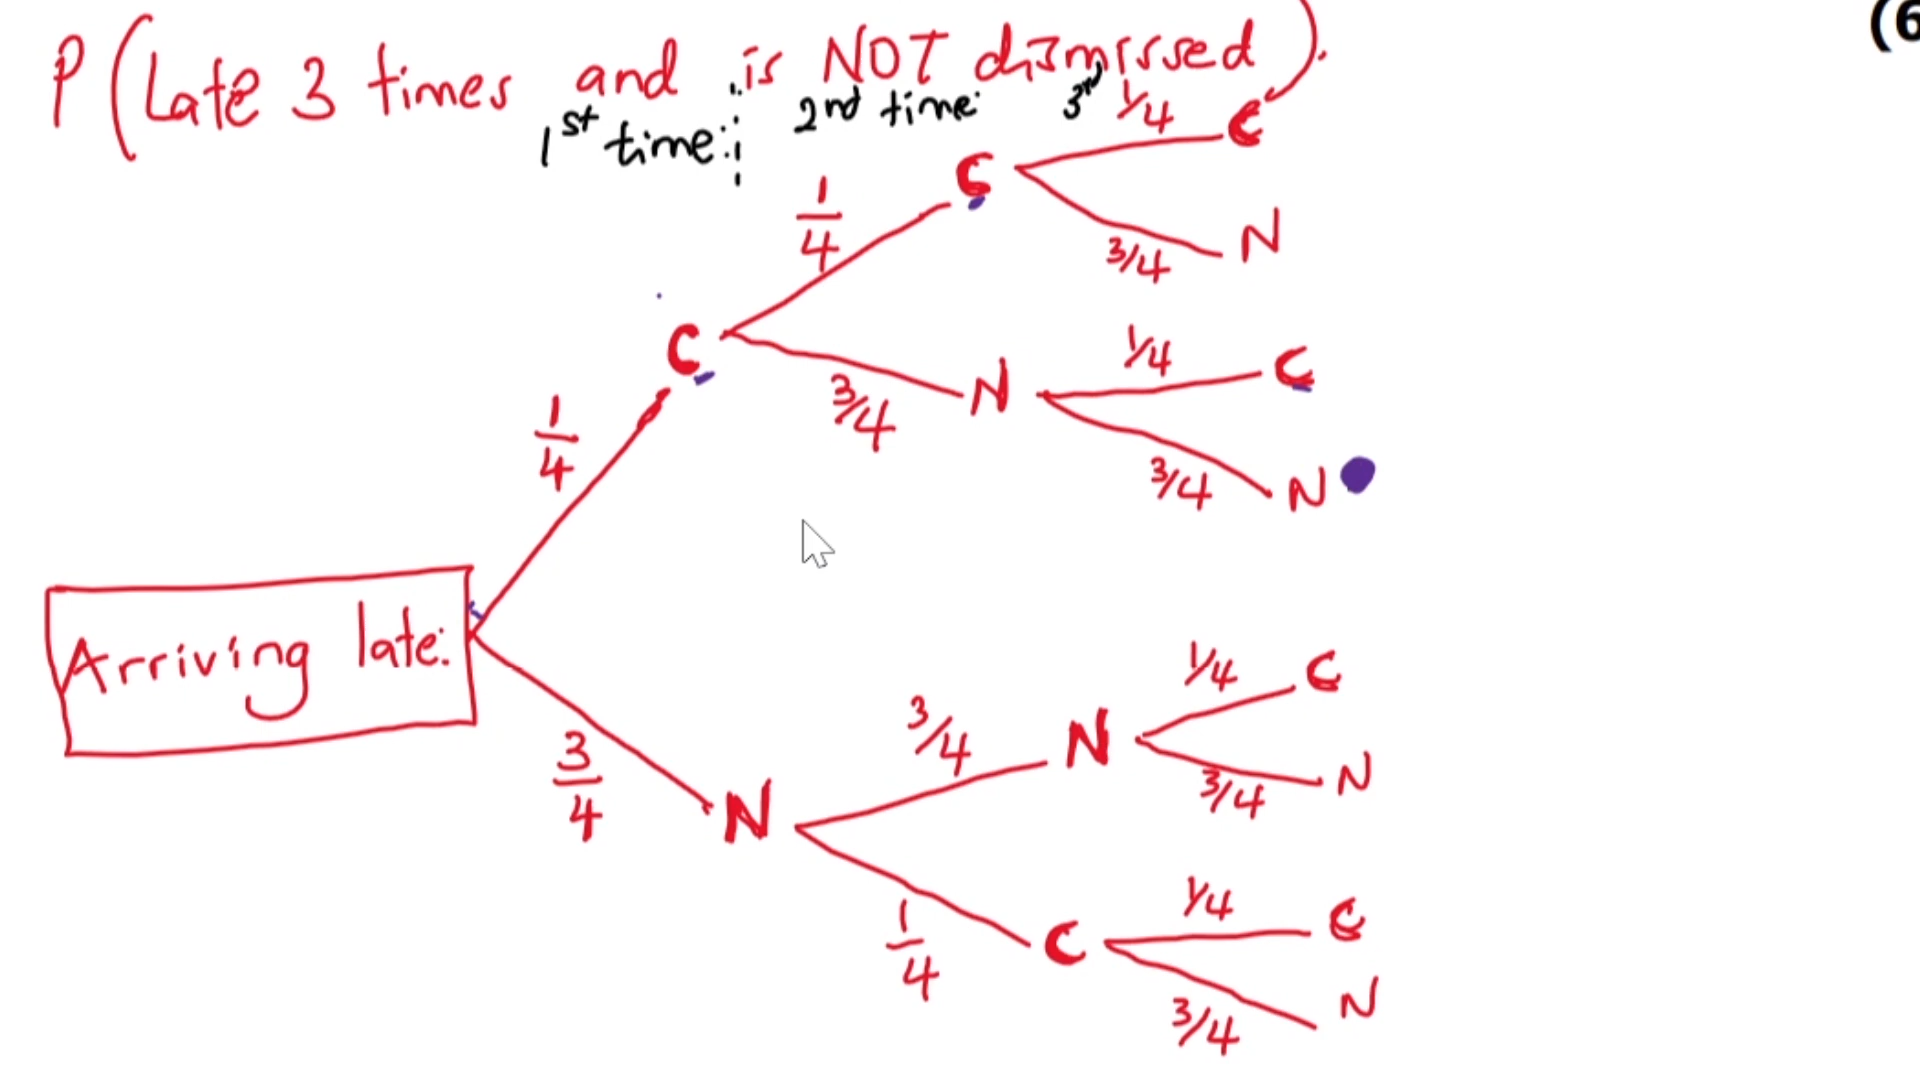 (6
P(Late 3 times and is NOT dismissed).
1st time: 2nd time: 3rd
1/4 C
C
1/4
3/4 N
C
1/4 C
3/4 N
1/4
3/4 N
Arriving late:
1/4 C
3/4 N
3/4 N
3/4
N
1/4 C
1/4 C
3/4 N